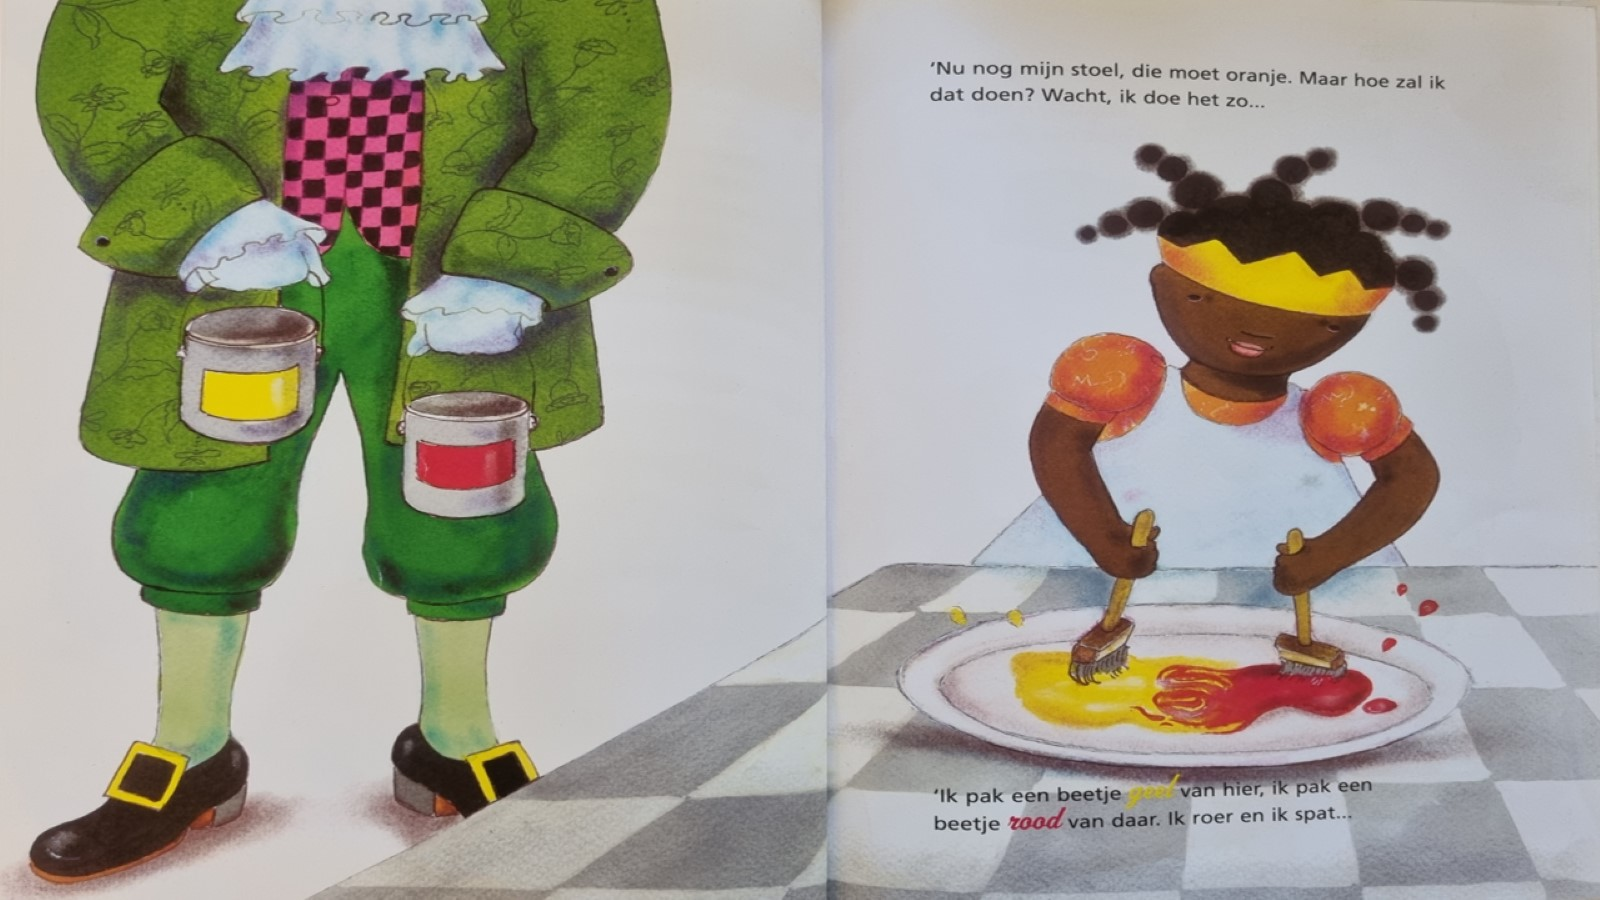 ‘Nu nog mijn stoel, die moet oranje. Maar hoe zal ik
dat doen? Wacht, ik doe het zo...
‘Ik pak een beetje geel van hier, ik pak een
beetje rood van daar. Ik roer en ik spat...